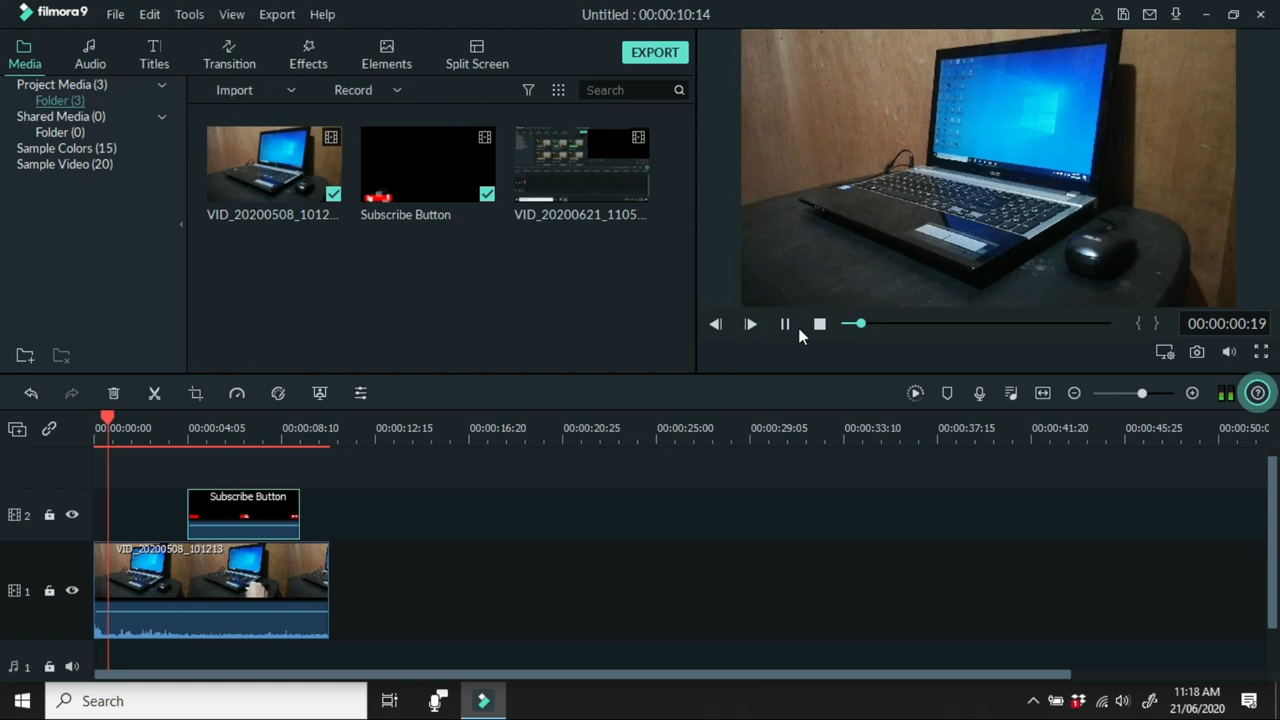 filmora9
File Edit Tools View Export Help
Untitled : 00:00:10:14
Media Audio Titles Transition Effects Elements Split Screen
EXPORT
Project Media (3)
Folder (3)
Shared Media (0)
Folder (0)
Sample Colors (15)
Sample Video (20)
Import Record Search
VID_20200508_1012...
Subscribe Button
VID_20200621_1105...
{ } 00:00:00:19
00:00:00:00 00:00:04:05 00:00:08:10 00:00:12:15 00:00:16:20 00:00:20:25 00:00:25:00 00:00:29:05 00:00:33:10 00:00:37:15 00:00:41:20 00:00:45:25 00:00:50:0
2
Subscribe Button
1
VID_20200508_101213
1
Search
11:18 AM
21/06/2020